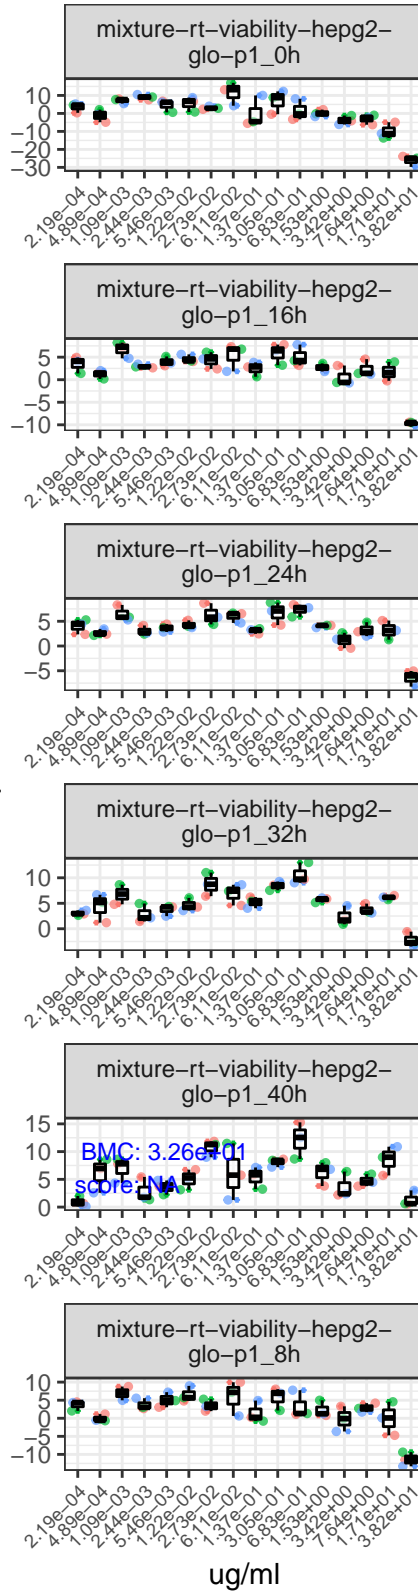 mixture−rt−viability−hepg2−
glo−p1_0h
10
0
−10
−20
−30
2.19e−04
4.89e−04
1.09e−03
2.44e−03
5.46e−03
1.22e−02
2.73e−02
6.11e−02
1.37e−01
3.05e−01
6.83e−01
1.53e+00
3.42e+00
7.64e+00
1.71e+01
3.82e+01
mixture−rt−viability−hepg2−
glo−p1_16h
5
0
−5
−10
2.19e−04
4.89e−04
1.09e−03
2.44e−03
5.46e−03
1.22e−02
2.73e−02
6.11e−02
1.37e−01
3.05e−01
6.83e−01
1.53e+00
3.42e+00
7.64e+00
1.71e+01
3.82e+01
mixture−rt−viability−hepg2−
glo−p1_24h
5
0
−5
2.19e−04
4.89e−04
1.09e−03
2.44e−03
5.46e−03
1.22e−02
2.73e−02
6.11e−02
1.37e−01
3.05e−01
6.83e−01
1.53e+00
3.42e+00
7.64e+00
1.71e+01
3.82e+01
mixture−rt−viability−hepg2−
glo−p1_32h
10
5
0
2.19e−04
4.89e−04
1.09e−03
2.44e−03
5.46e−03
1.22e−02
2.73e−02
6.11e−02
1.37e−01
3.05e−01
6.83e−01
1.53e+00
3.42e+00
7.64e+00
1.71e+01
3.82e+01
mixture−rt−viability−hepg2−
glo−p1_40h
15
10
5
0
BMC: 3.26e+01
score: NA
2.19e−04
4.89e−04
1.09e−03
2.44e−03
5.46e−03
1.22e−02
2.73e−02
6.11e−02
1.37e−01
3.05e−01
6.83e−01
1.53e+00
3.42e+00
7.64e+00
1.71e+01
3.82e+01
mixture−rt−viability−hepg2−
glo−p1_8h
10
5
0
−5
−10
2.19e−04
4.89e−04
1.09e−03
2.44e−03
5.46e−03
1.22e−02
2.73e−02
6.11e−02
1.37e−01
3.05e−01
6.83e−01
1.53e+00
3.42e+00
7.64e+00
1.71e+01
3.82e+01
ug/ml